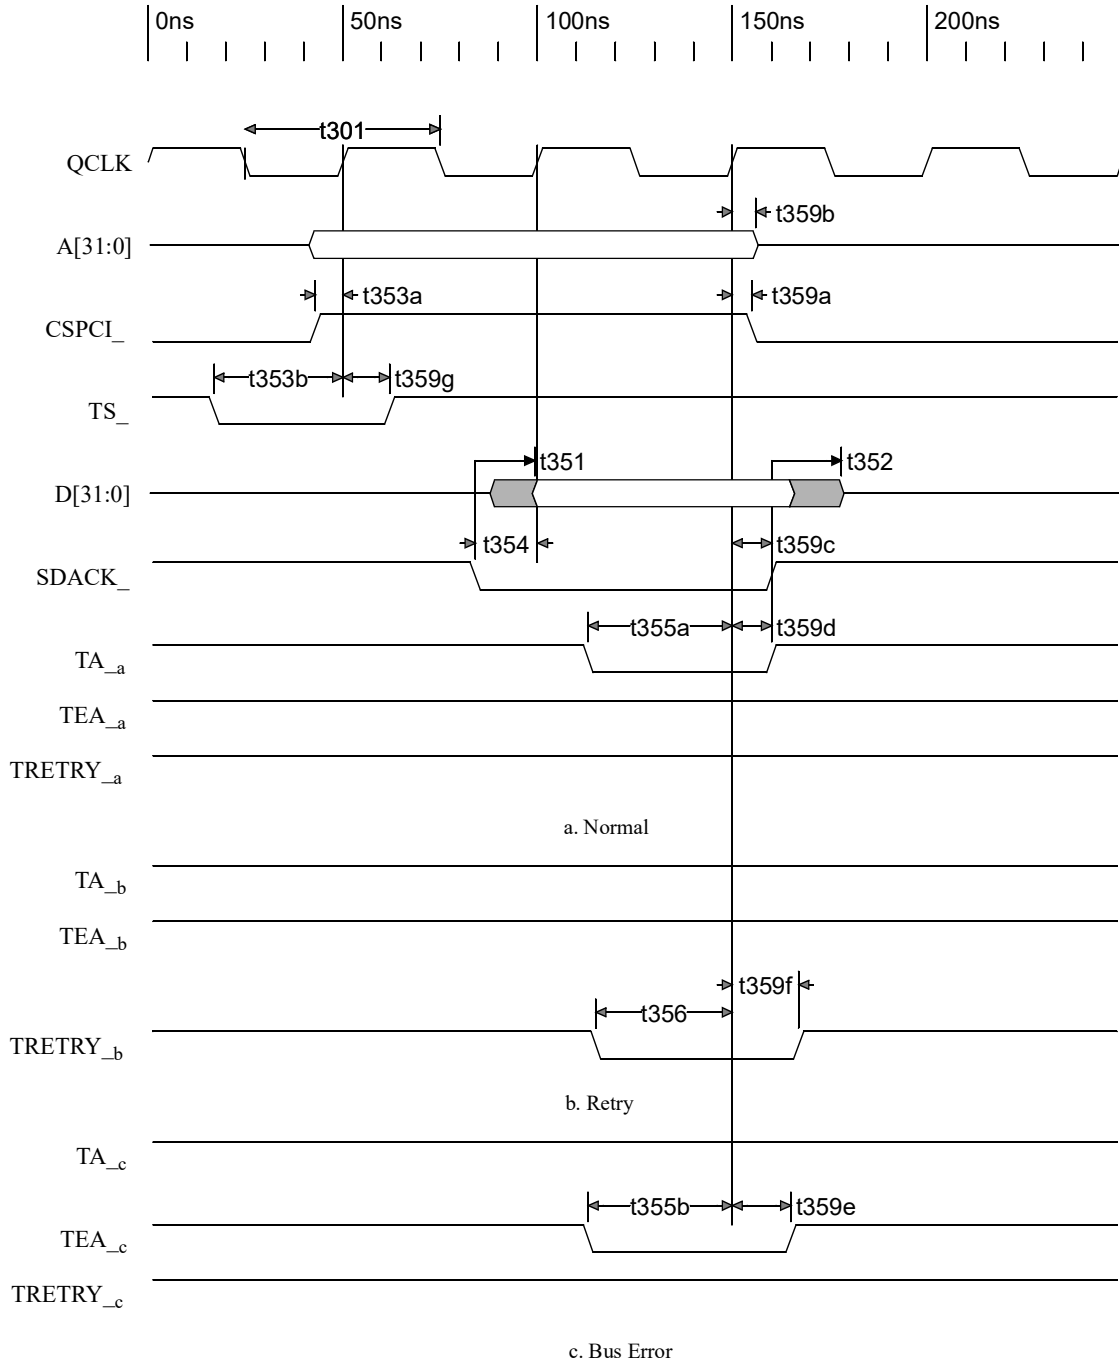 0ns 50ns 100ns 150ns 200ns
t301
QCLK
t359b
A[31:0]
t353a t359a
CSPCI_
t353b t359g
TS_
t351 t352
D[31:0]
t354 t359c
SDACK_
t355a t359d
TA_a
TEA_a
TRETRY_a
a. Normal
TA_b
TEA_b
t359f
t356
TRETRY_b
b. Retry
TA_c
t355b t359e
TEA_c
TRETRY_c
c. Bus Error